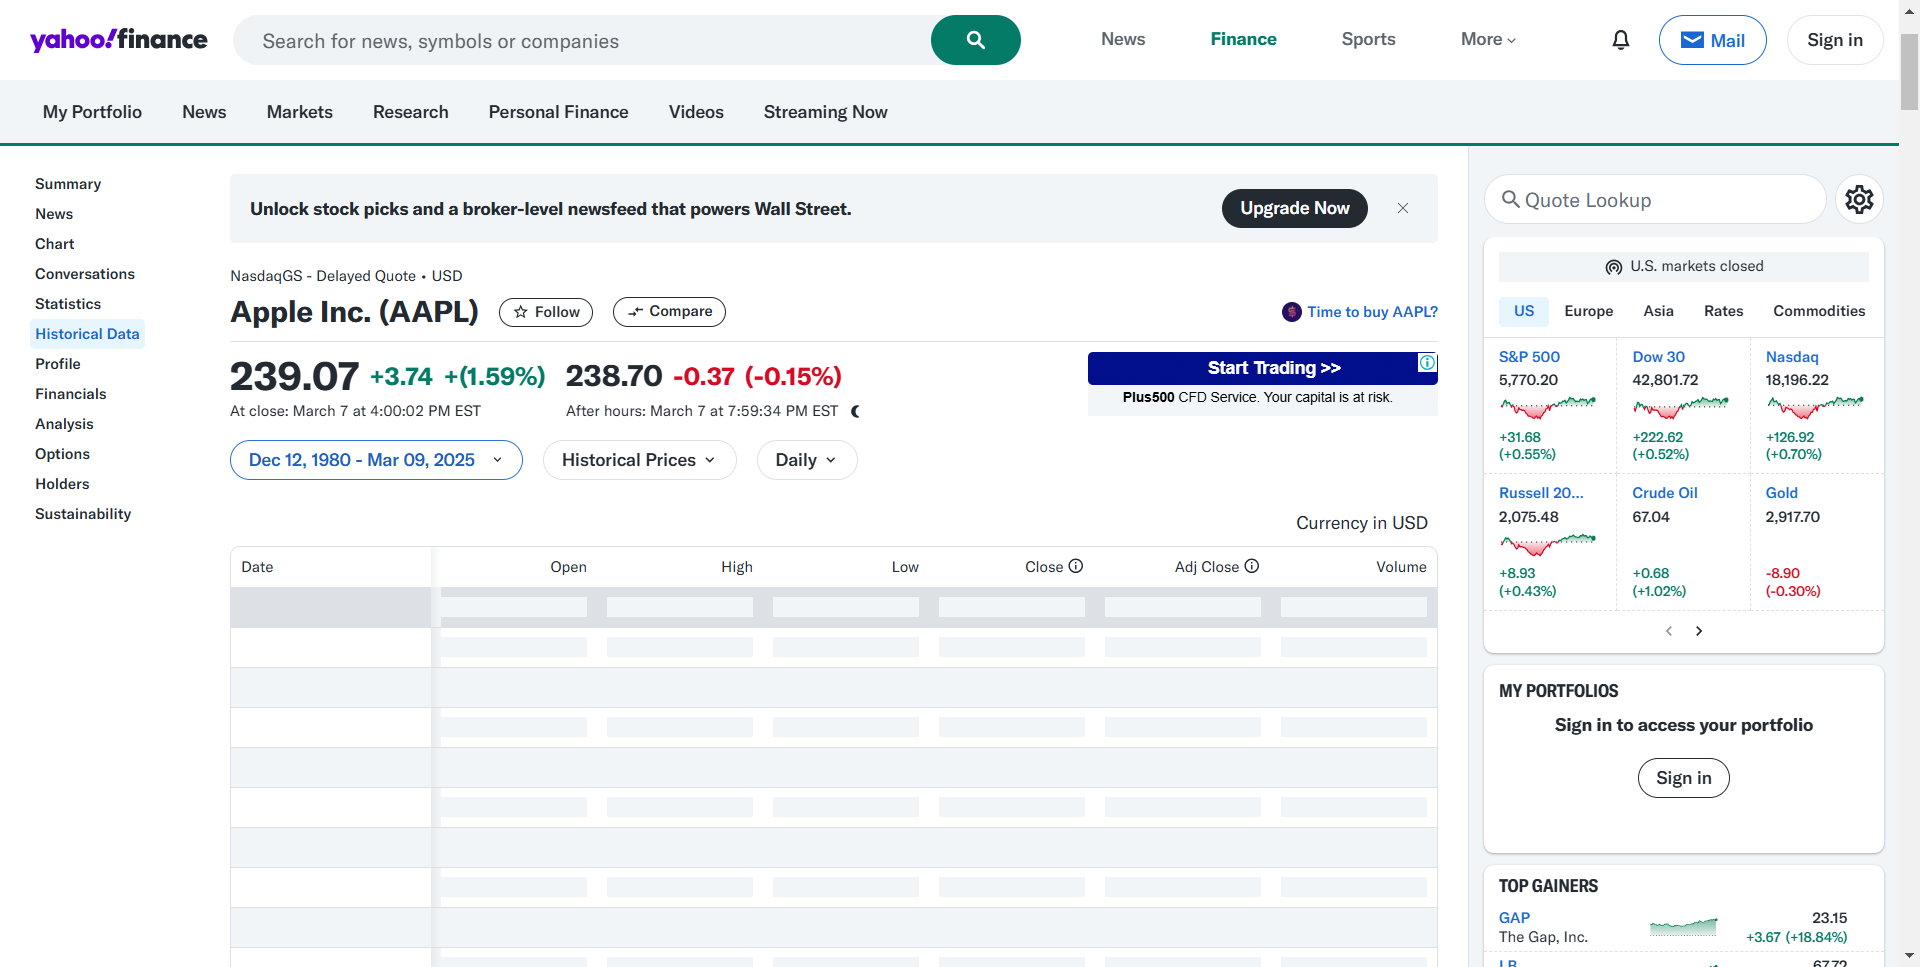 yahoo!finance
Search for news, symbols or companies
News Finance Sports More
Mail
Sign in
My Portfolio News Markets Research Personal Finance Videos Streaming Now
Summary
News
Chart
Conversations
Statistics
Historical Data
Profile
Financials
Analysis
Options
Holders
Sustainability
Unlock stock picks and a broker-level newsfeed that powers Wall Street.
Upgrade Now
NasdaqGS - Delayed Quote • USD
Apple Inc. (AAPL)
Follow
Compare
Time to buy AAPL?
239.07 +3.74 +(1.59%)
At close: March 7 at 4:00:02 PM EST
238.70 -0.37 (-0.15%)
After hours: March 7 at 7:59:34 PM EST
Start Trading >>
Plus500 CFD Service. Your capital is at risk.
Dec 12, 1980 - Mar 09, 2025
Historical Prices
Daily
Currency in USD
Date Open High Low Close Adj Close Volume
Quote Lookup
U.S. markets closed
US Europe Asia Rates Commodities
S&P 500
5,770.20
+31.68
(+0.55%)
Dow 30
42,801.72
+222.62
(+0.52%)
Nasdaq
18,196.22
+126.92
(+0.70%)
Russell 20...
2,075.48
+8.93
(+0.43%)
Crude Oil
67.04
+0.68
(+1.02%)
Gold
2,917.70
-8.90
(-0.30%)
MY PORTFOLIOS
Sign in to access your portfolio
Sign in
TOP GAINERS
GAP 23.15
The Gap, Inc. +3.67 (+18.84%)